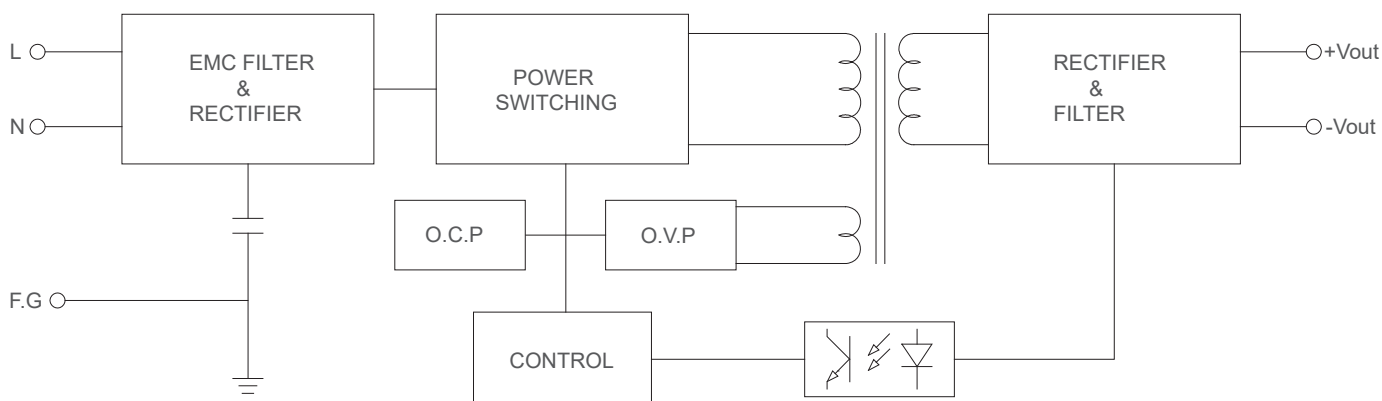 L
N
EMC FILTER
&
RECTIFIER
POWER
SWITCHING
RECTIFIER
&
FILTER
+Vout
-Vout
O.C.P
O.V.P
F.G
CONTROL